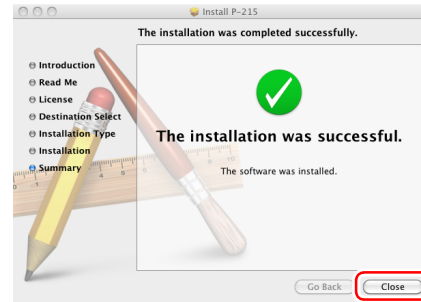 Install P-215
The installation was completed successfully.
Introduction
Read Me
License
Destination Select
Installation Type
Installation
Summary
The installation was successful.
The software was installed.
Go Back
Close